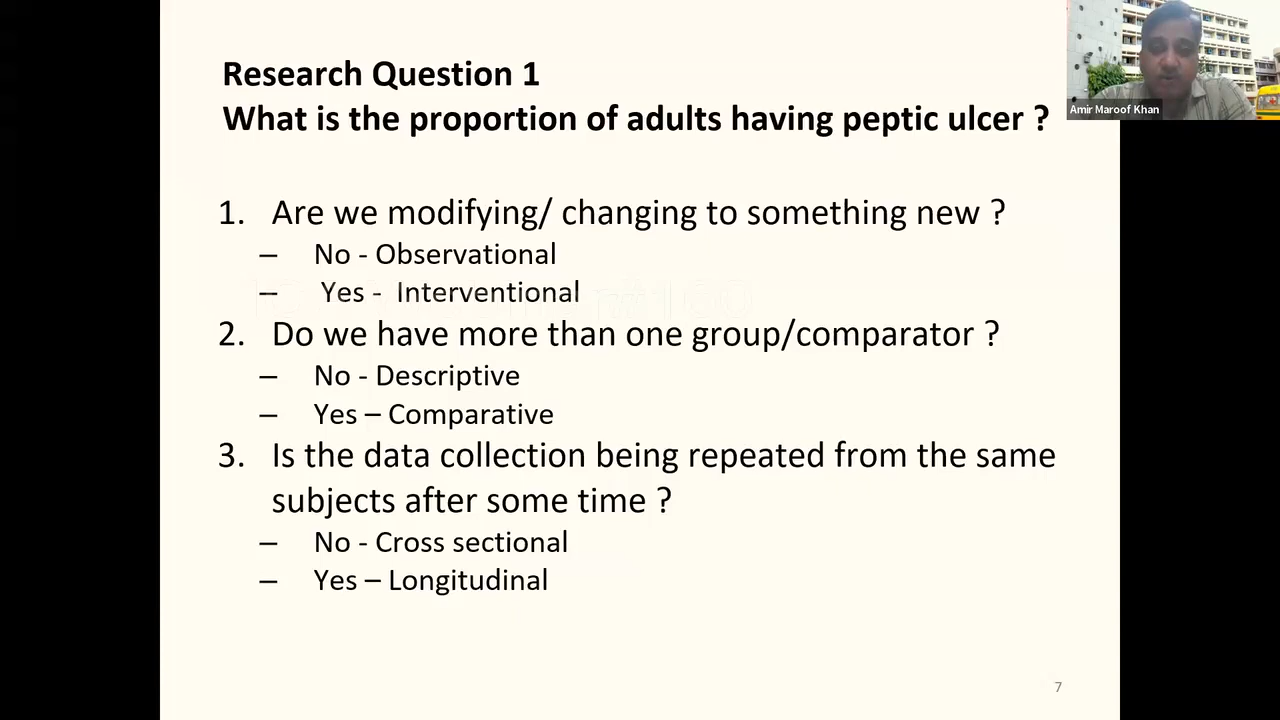 Research Question 1
What is the proportion of adults having peptic ulcer ?
Amir Maroof Khan
1. Are we modifying/ changing to something new ?
– No - Observational
– Yes - Interventional
2. Do we have more than one group/comparator ?
– No - Descriptive
– Yes – Comparative
3. Is the data collection being repeated from the same
subjects after some time ?
– No - Cross sectional
– Yes – Longitudinal
7